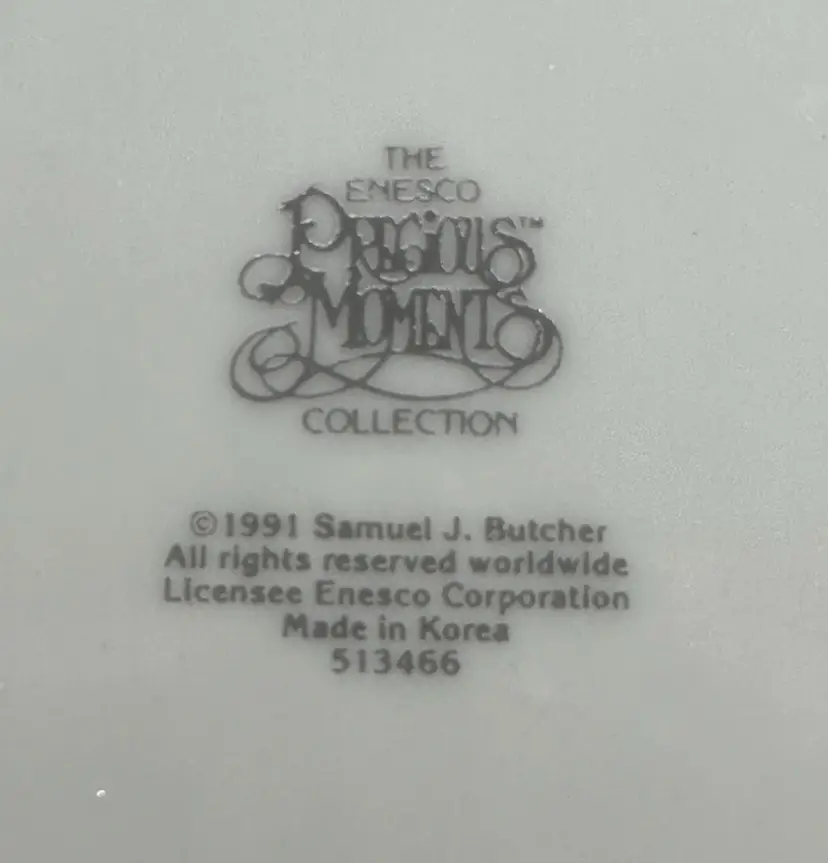 THE
ENESCO
PRECIOUS™
MOMENTS
COLLECTION
©1991 Samuel J. Butcher
All rights reserved worldwide
Licensee Enesco Corporation
Made in Korea
513466